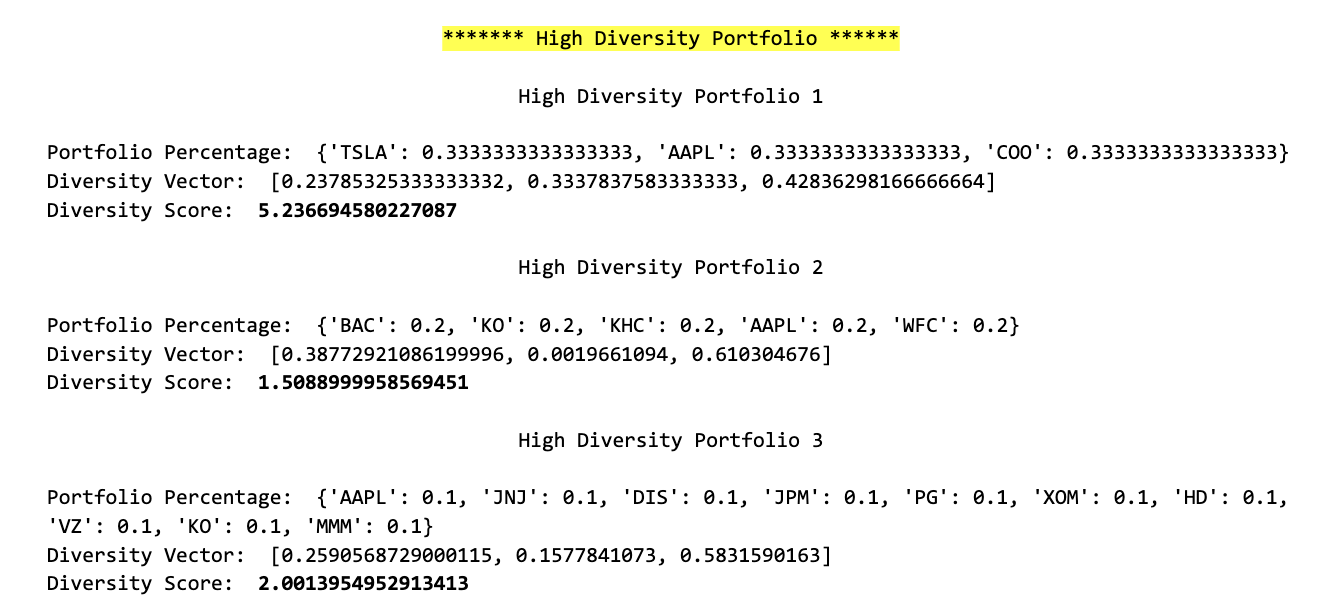 ******* High Diversity Portfolio ******
High Diversity Portfolio 1
Portfolio Percentage:  {'TSLA': 0.3333333333333333, 'AAPL': 0.3333333333333333, 'COO': 0.3333333333333333}
Diversity Vector:  [0.23785325333333332, 0.3337837583333333, 0.42836298166666664]
Diversity Score:  5.236694580227087
High Diversity Portfolio 2
Portfolio Percentage:  {'BAC': 0.2, 'KO': 0.2, 'KHC': 0.2, 'AAPL': 0.2, 'WFC': 0.2}
Diversity Vector:  [0.38772921086199996, 0.0019661094, 0.610304676]
Diversity Score:  1.5088999958569451
High Diversity Portfolio 3
Portfolio Percentage:  {'AAPL': 0.1, 'JNJ': 0.1, 'DIS': 0.1, 'JPM': 0.1, 'PG': 0.1, 'XOM': 0.1, 'HD': 0.1,
'VZ': 0.1, 'KO': 0.1, 'MMM': 0.1}
Diversity Vector:  [0.2590568729000115, 0.1577841073, 0.5831590163]
Diversity Score:  2.0013954952913413